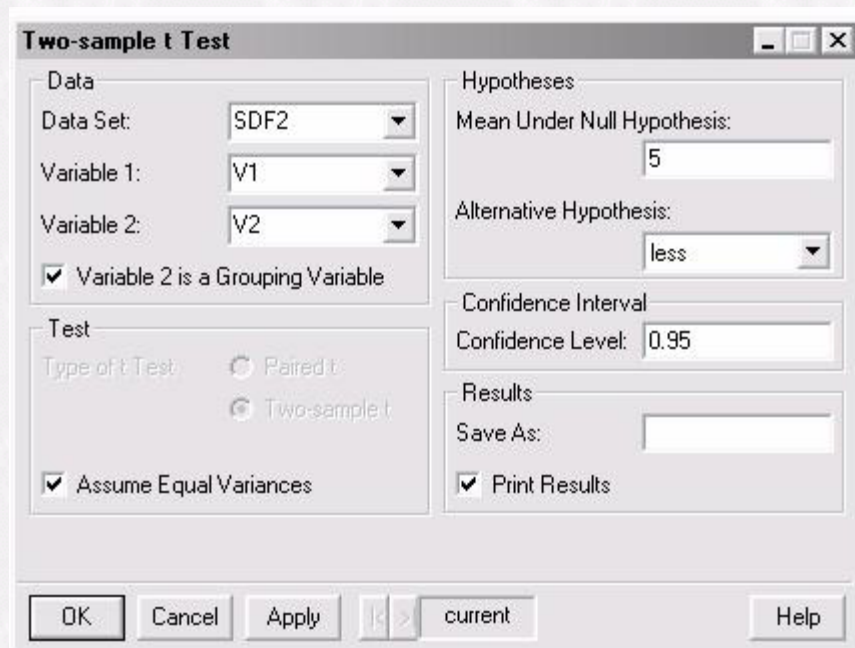 Two-sample t Test
Data
Data Set: SDF2
Variable 1: V1
Variable 2: V2
Variable 2 is a Grouping Variable
Test
Type of t Test Paired t
Two-sample t
Assume Equal Variances
Hypotheses
Mean Under Null Hypothesis:
5
Alternative Hypothesis:
less
Confidence Interval
Confidence Level: 0.95
Results
Save As:
Print Results
OK Cancel Apply current Help